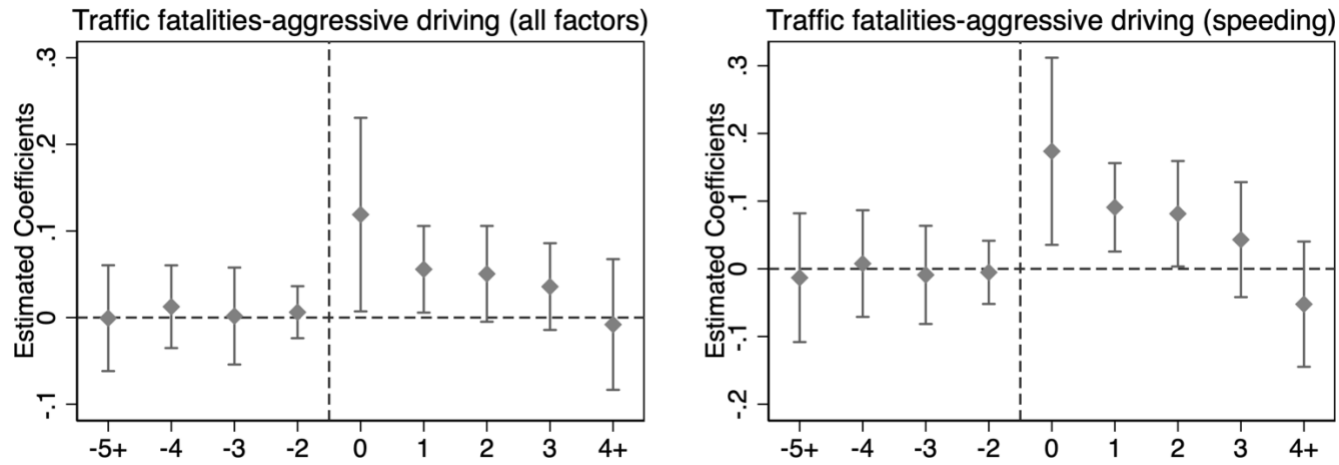 Traffic fatalities-aggressive driving (all factors)
Estimated Coefficients
.3
.2
.1
0
-.1
-5+ -4 -3 -2 0 1 2 3 4+
Traffic fatalities-aggressive driving (speeding)
Estimated Coefficients
.3
.2
.1
0
-.1
-.2
-5+ -4 -3 -2 0 1 2 3 4+